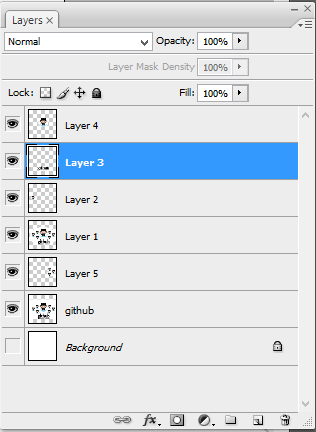 Layers ×
Normal Opacity: 100%
Layer Mask Density 100%
Lock: Fill: 100%
Layer 4
Layer 3
Layer 2
Layer 1
Layer 5
github
Background
fx.